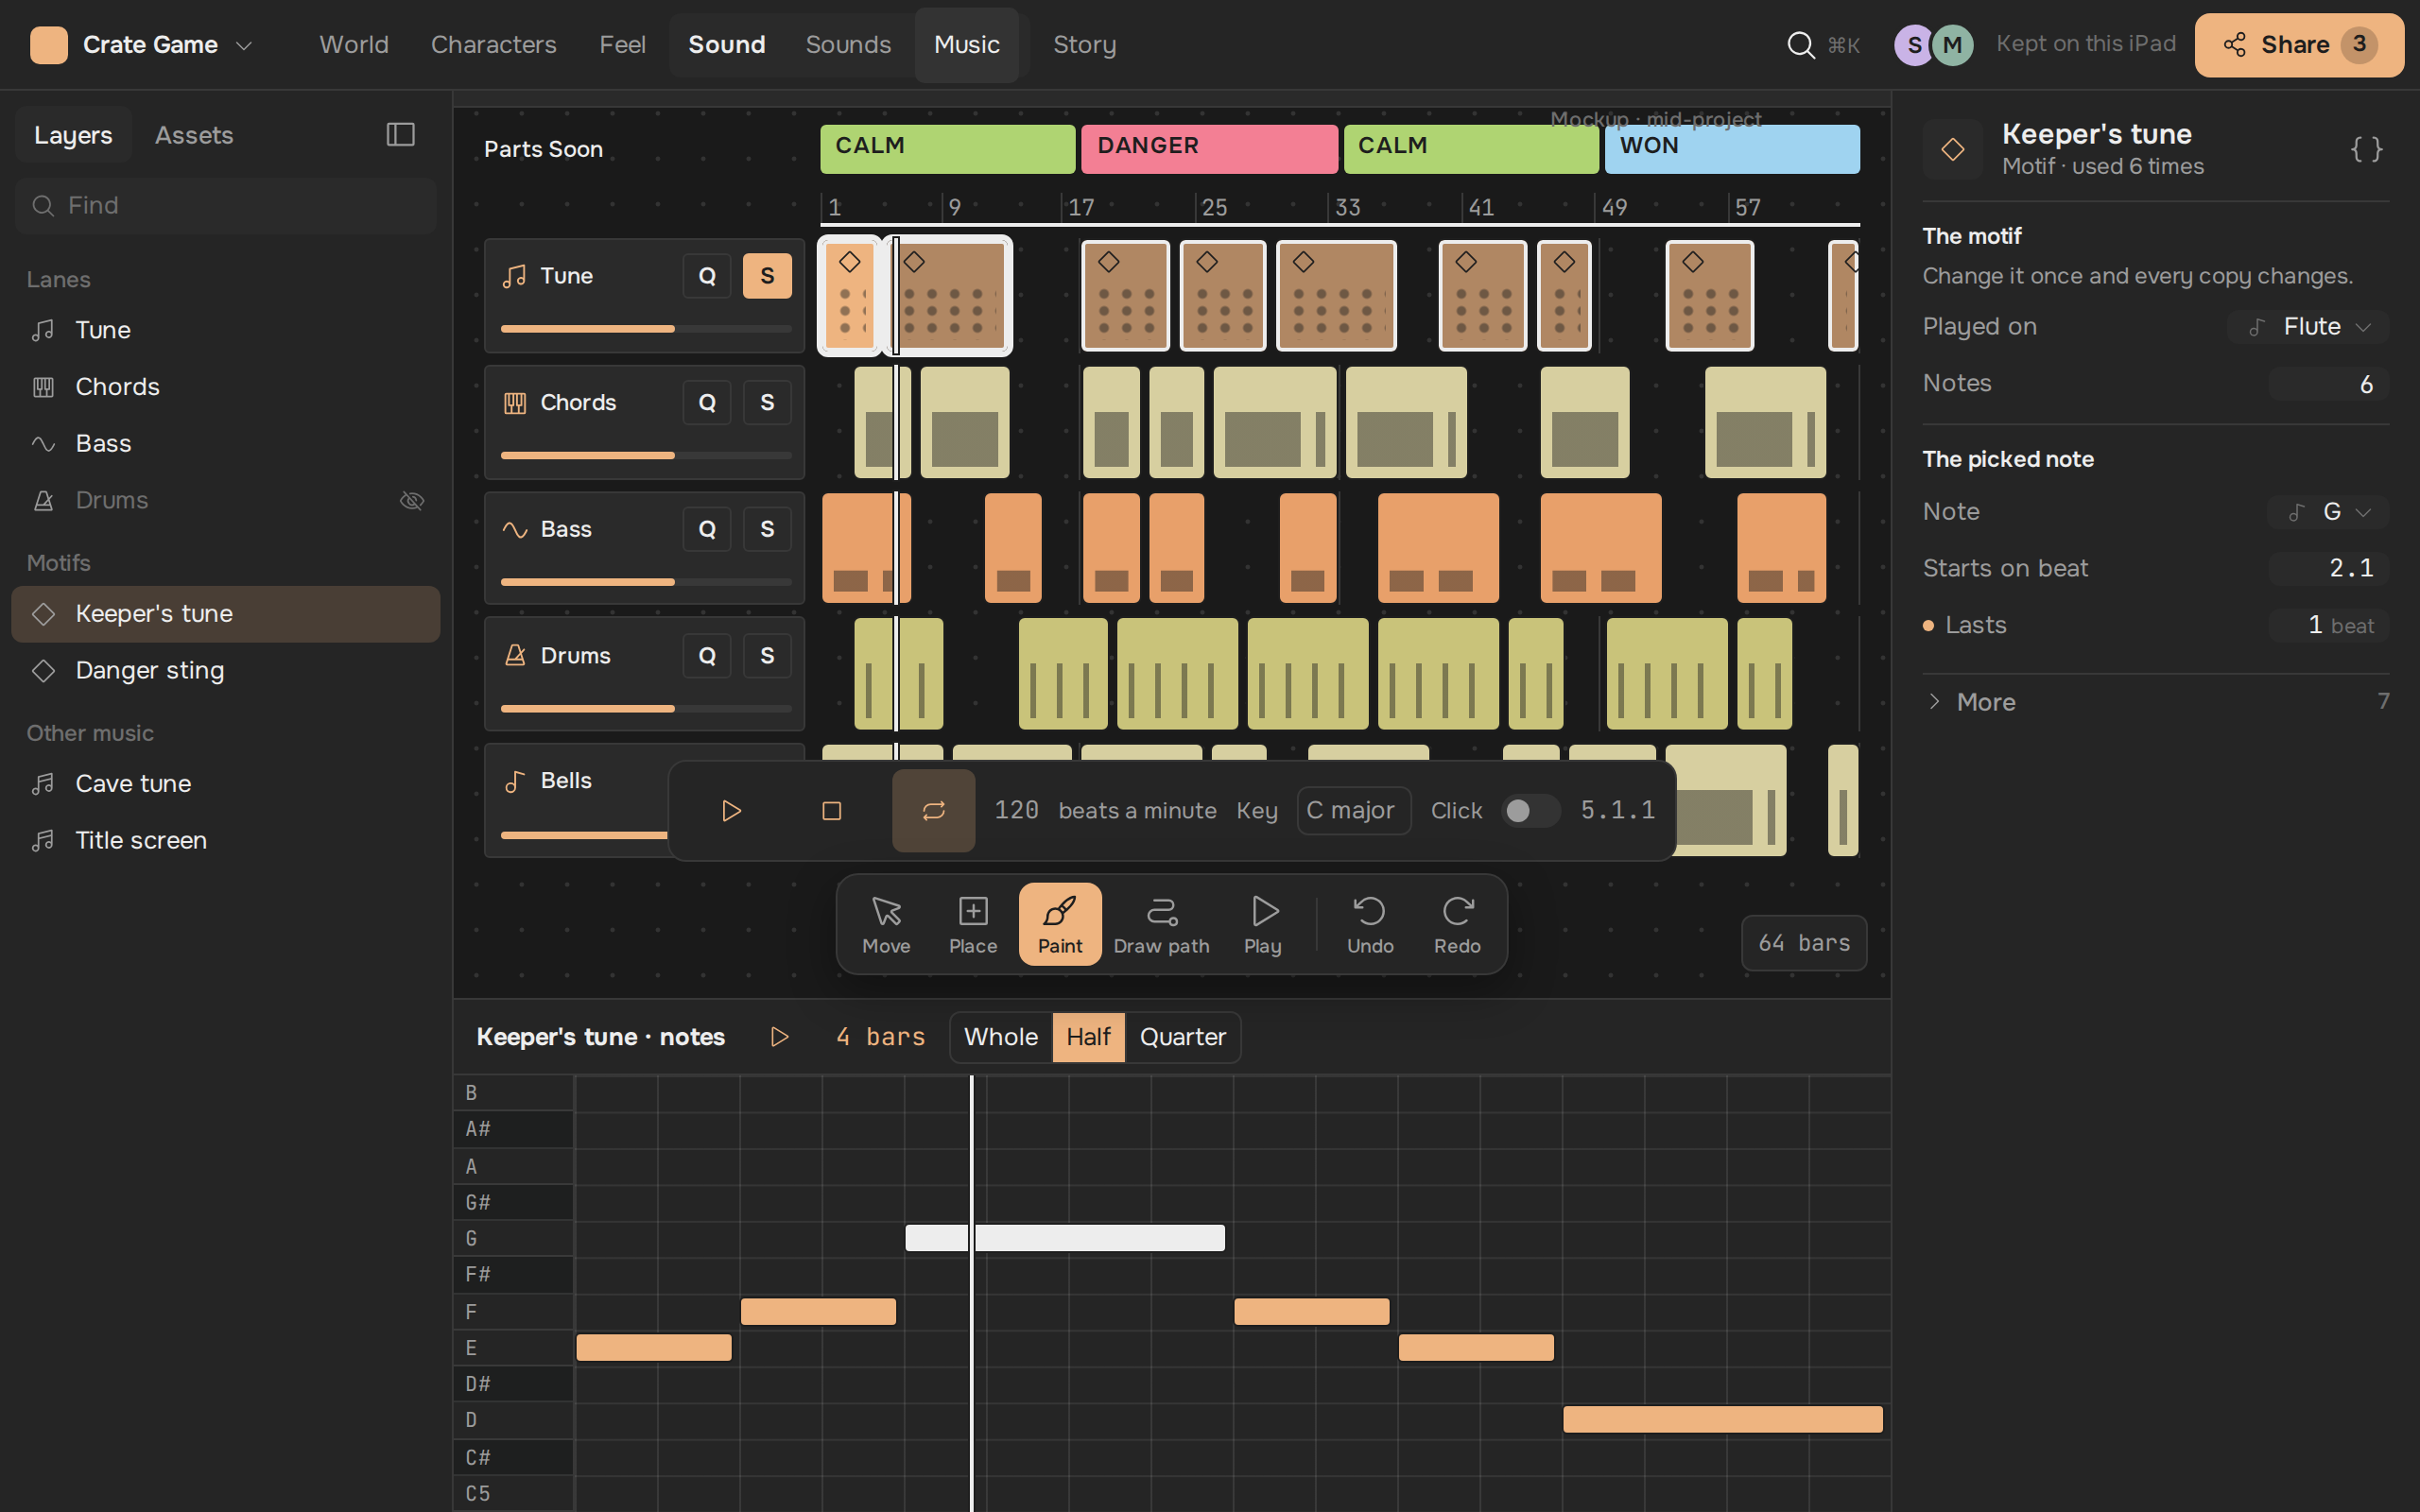 Crate Game World Characters Feel Sound Sounds Music Story ⌘K S M Kept on this iPad Share 3
Layers Assets
Find
Lanes
Tune
Chords
Bass
Drums
Motifs
Keeper's tune
Danger sting
Other music
Cave tune
Title screen
Mockup · mid-project
Parts Soon CALM DANGER CALM WON
1 9 17 25 33 41 49 57
Tune Q S
Chords Q S
Bass Q S
Drums Q S
Bells
120 beats a minute Key C major Click 5.1.1
Move Place Paint Draw path Play Undo Redo
64 bars
Keeper's tune · notes 4 bars Whole Half Quarter
B
A#
A
G#
G
F#
F
E
D#
D
C#
C5
Keeper's tune
Motif · used 6 times
{ }
The motif
Change it once and every copy changes.
Played on Flute
Notes 6
The picked note
Note G
Starts on beat 2.1
Lasts 1 beat
More 7